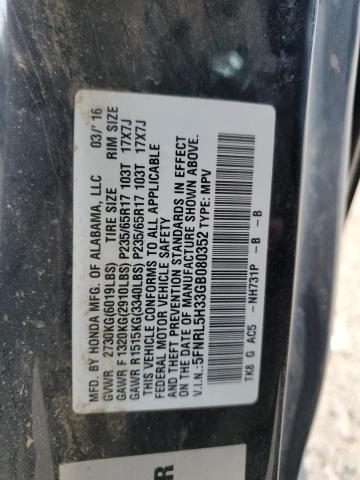 MFD. BY HONDA MFG. OF ALABAMA, LLC 03/'16
GVWR 2730KG(6019LBS) TIRE SIZE RIM SIZE
GAWR F 1320KG(2910LBS) P235/65R17 103T 17X7J
GAWR R1515KG(3340LBS) P235/65R17 103T 17X7J
THIS VEHICLE CONFORMS TO ALL APPLICABLE
FEDERAL MOTOR VEHICLE SAFETY AND
THEFT PREVENTION STANDARDS IN EFFECT
ON THE DATE OF MANUFACTURE SHOWN ABOVE.
V.I.N.: 5FNRL5H33GB080352 TYPE: MPV
TK8 G AC5 -NH731P -B -B
R